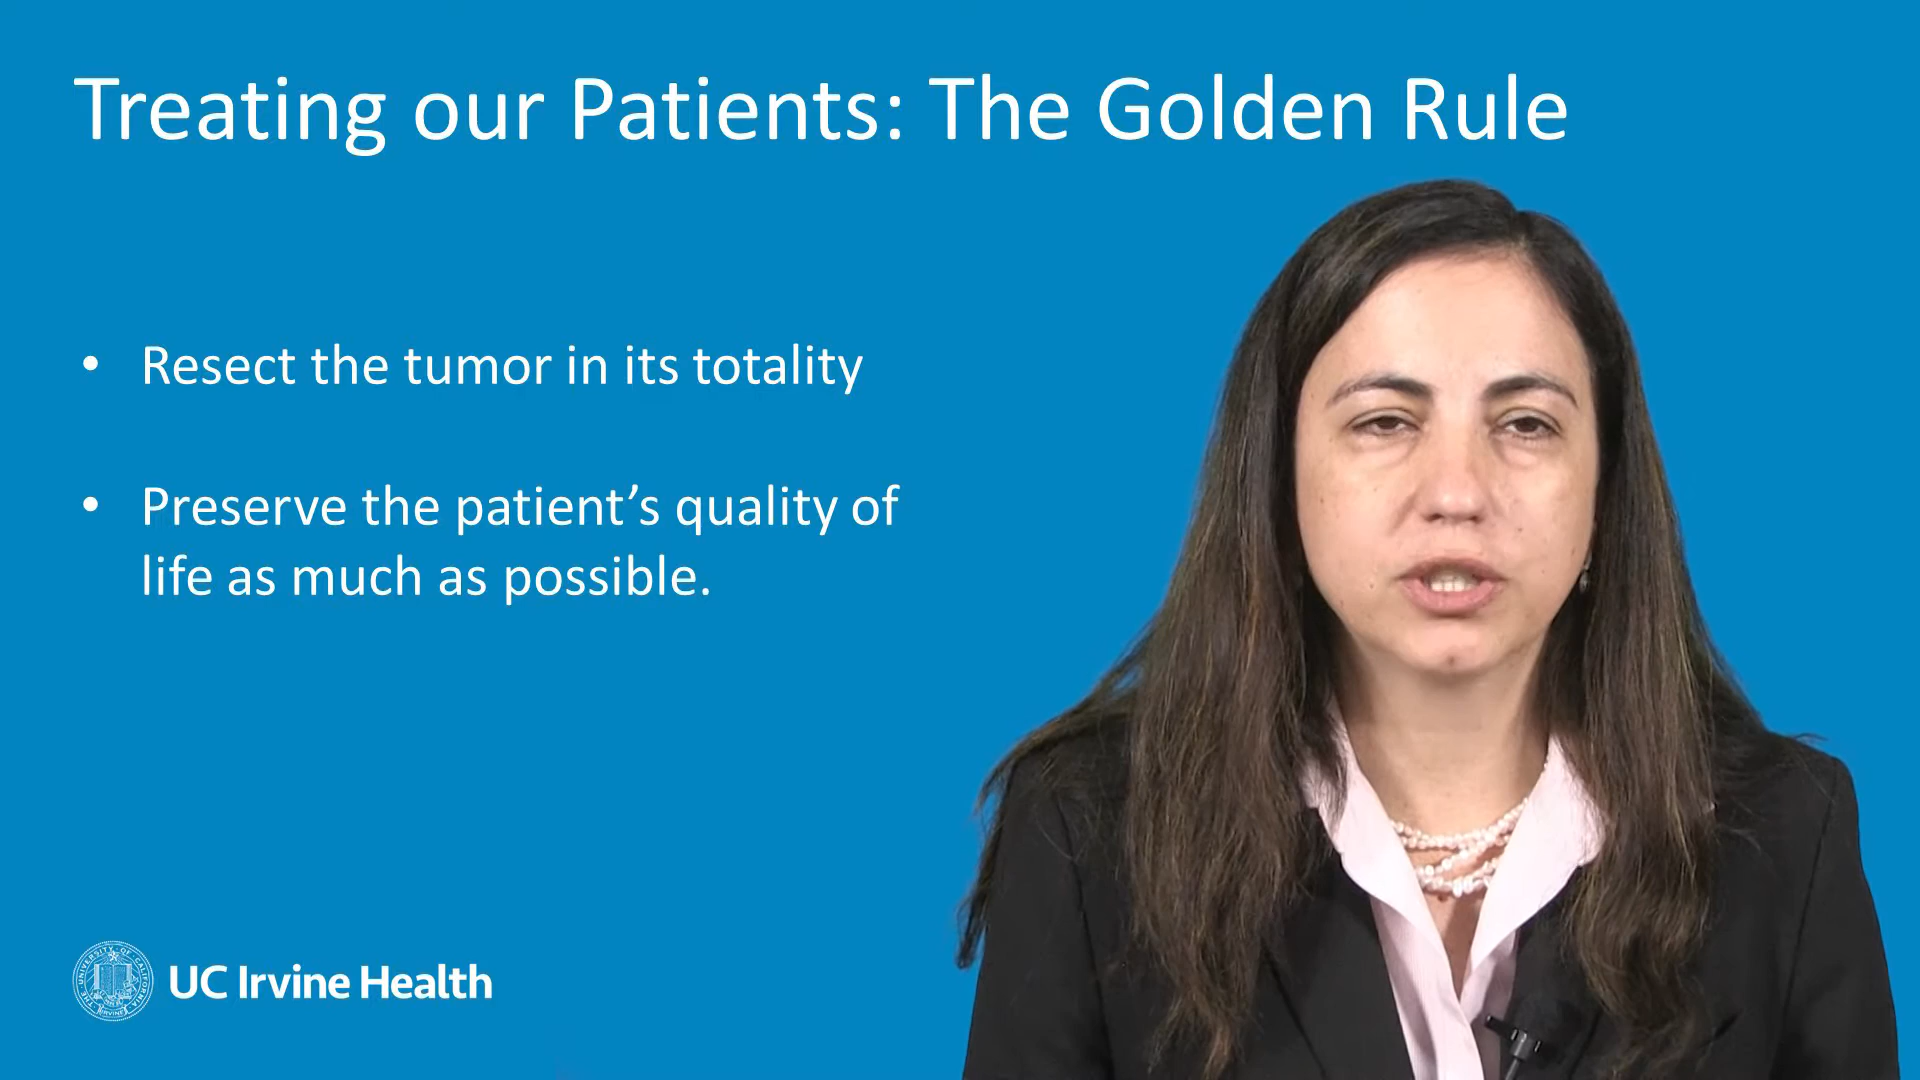 Treating our Patients: The Golden Rule
• Resect the tumor in its totality
• Preserve the patient’s quality of
life as much as possible.
UC Irvine Health